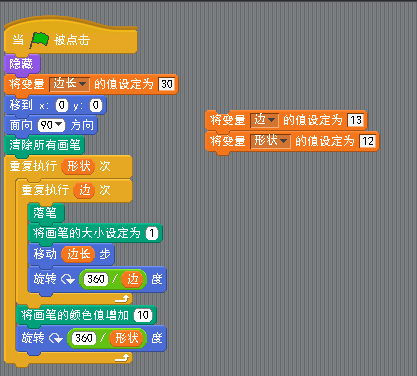 当 被点击
隐藏
将变量 边长 的值设定为 30
移到 x: 0 y: 0
面向 90 方向
清除所有画笔
重复执行 形状 次
重复执行 边 次
落笔
将画笔的大小设定为 1
移动 边长 步
旋转 360 / 边 度
将画笔的颜色值增加 10
旋转 360 / 形状 度
将变量 边 的值设定为 13
将变量 形状 的值设定为 12